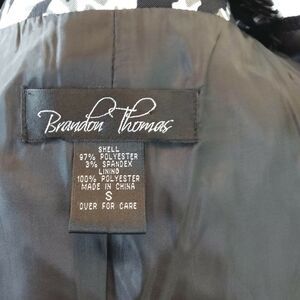 Brandon Thomas
SHELL
97% POLYESTER
3% SPANDEX
LINING
100% POLYESTER
MADE IN CHINA
S
OVER FOR CARE